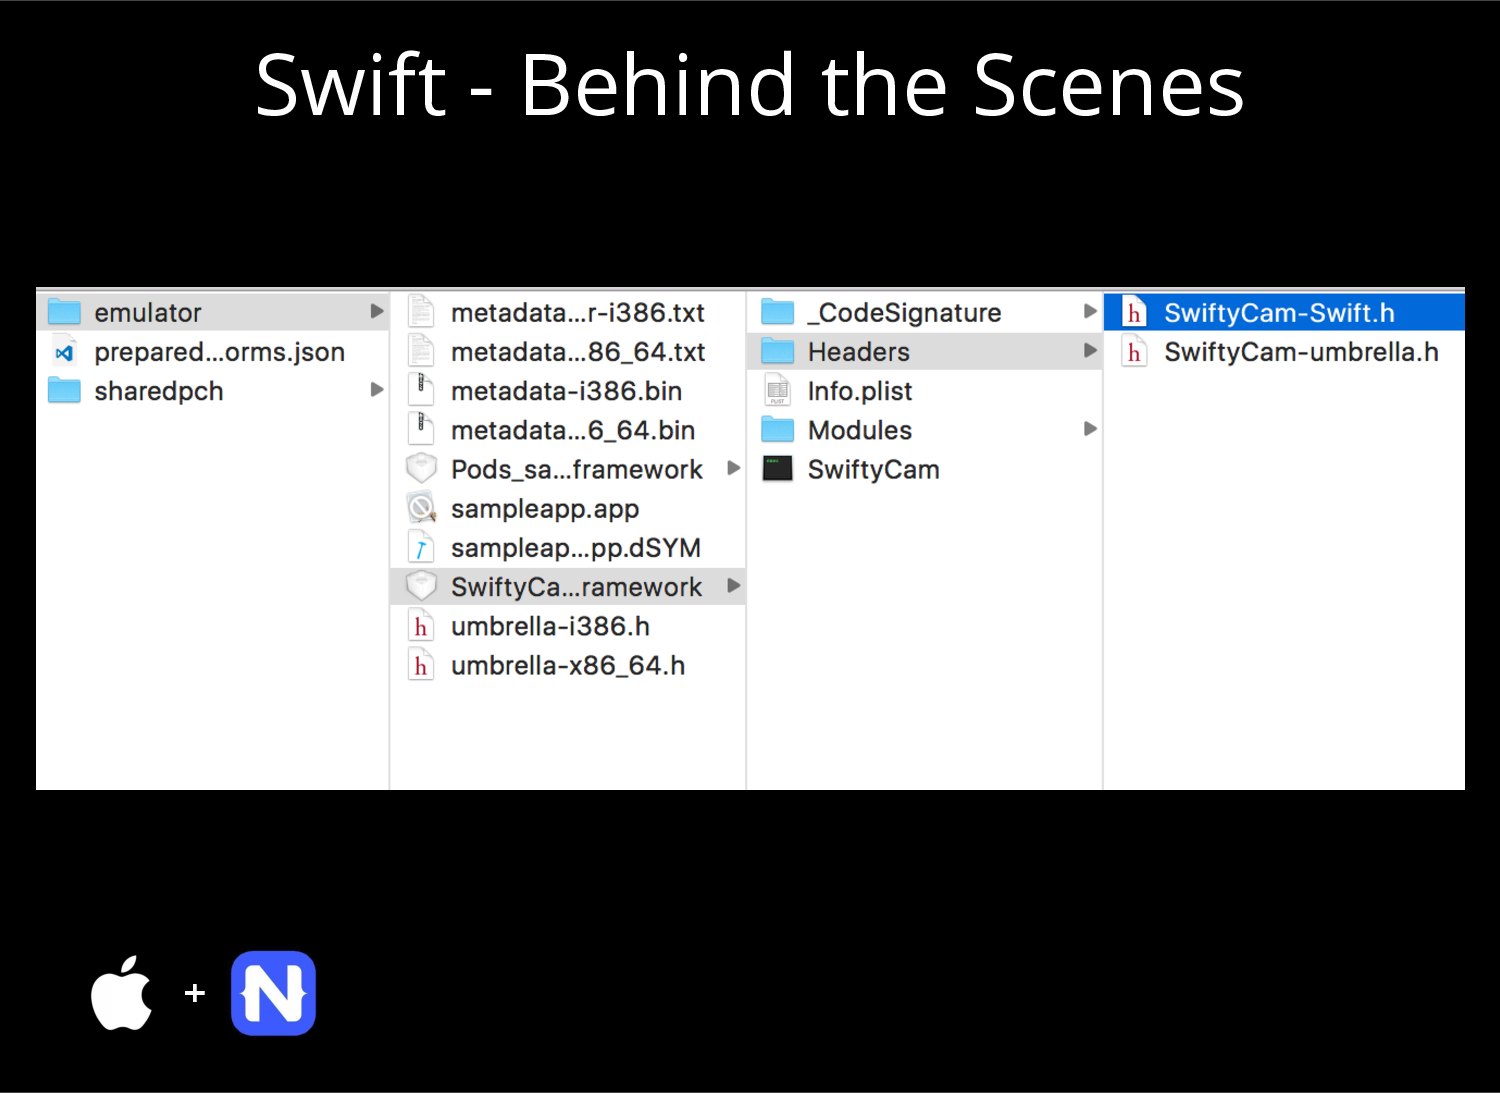 Swift - Behind the Scenes
emulator
prepared...orms.json
sharedpch
metadata...r-i386.txt
metadata...86_64.txt
metadata-i386.bin
metadata...6_64.bin
Pods_sa...framework
sampleapp.app
sampleap...pp.dSYM
SwiftyCa...ramework
umbrella-i386.h
umbrella-x86_64.h
_CodeSignature
Headers
Info.plist
Modules
SwiftyCam
SwiftyCam-Swift.h
SwiftyCam-umbrella.h
+
N